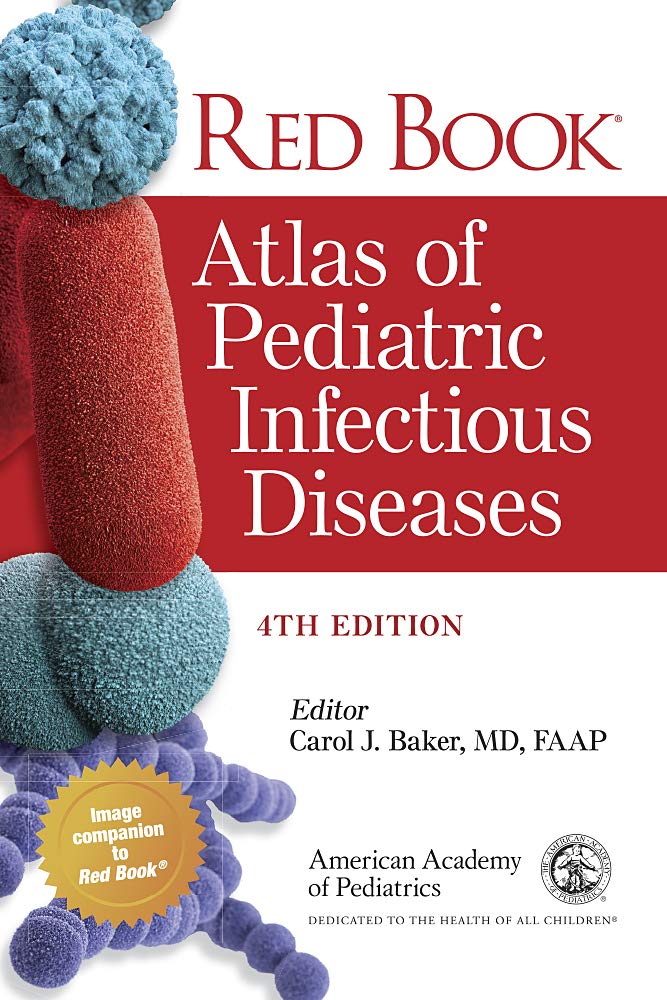 RED BOOK®
Atlas of
Pediatric
Infectious
Diseases
4TH EDITION
Editor
Carol J. Baker, MD, FAAP
Image
companion
to
Red Book®
American Academy
of Pediatrics
DEDICATED TO THE HEALTH OF ALL CHILDREN®
THE AMERICAN ACADEMY
of PEDIATRICS
®